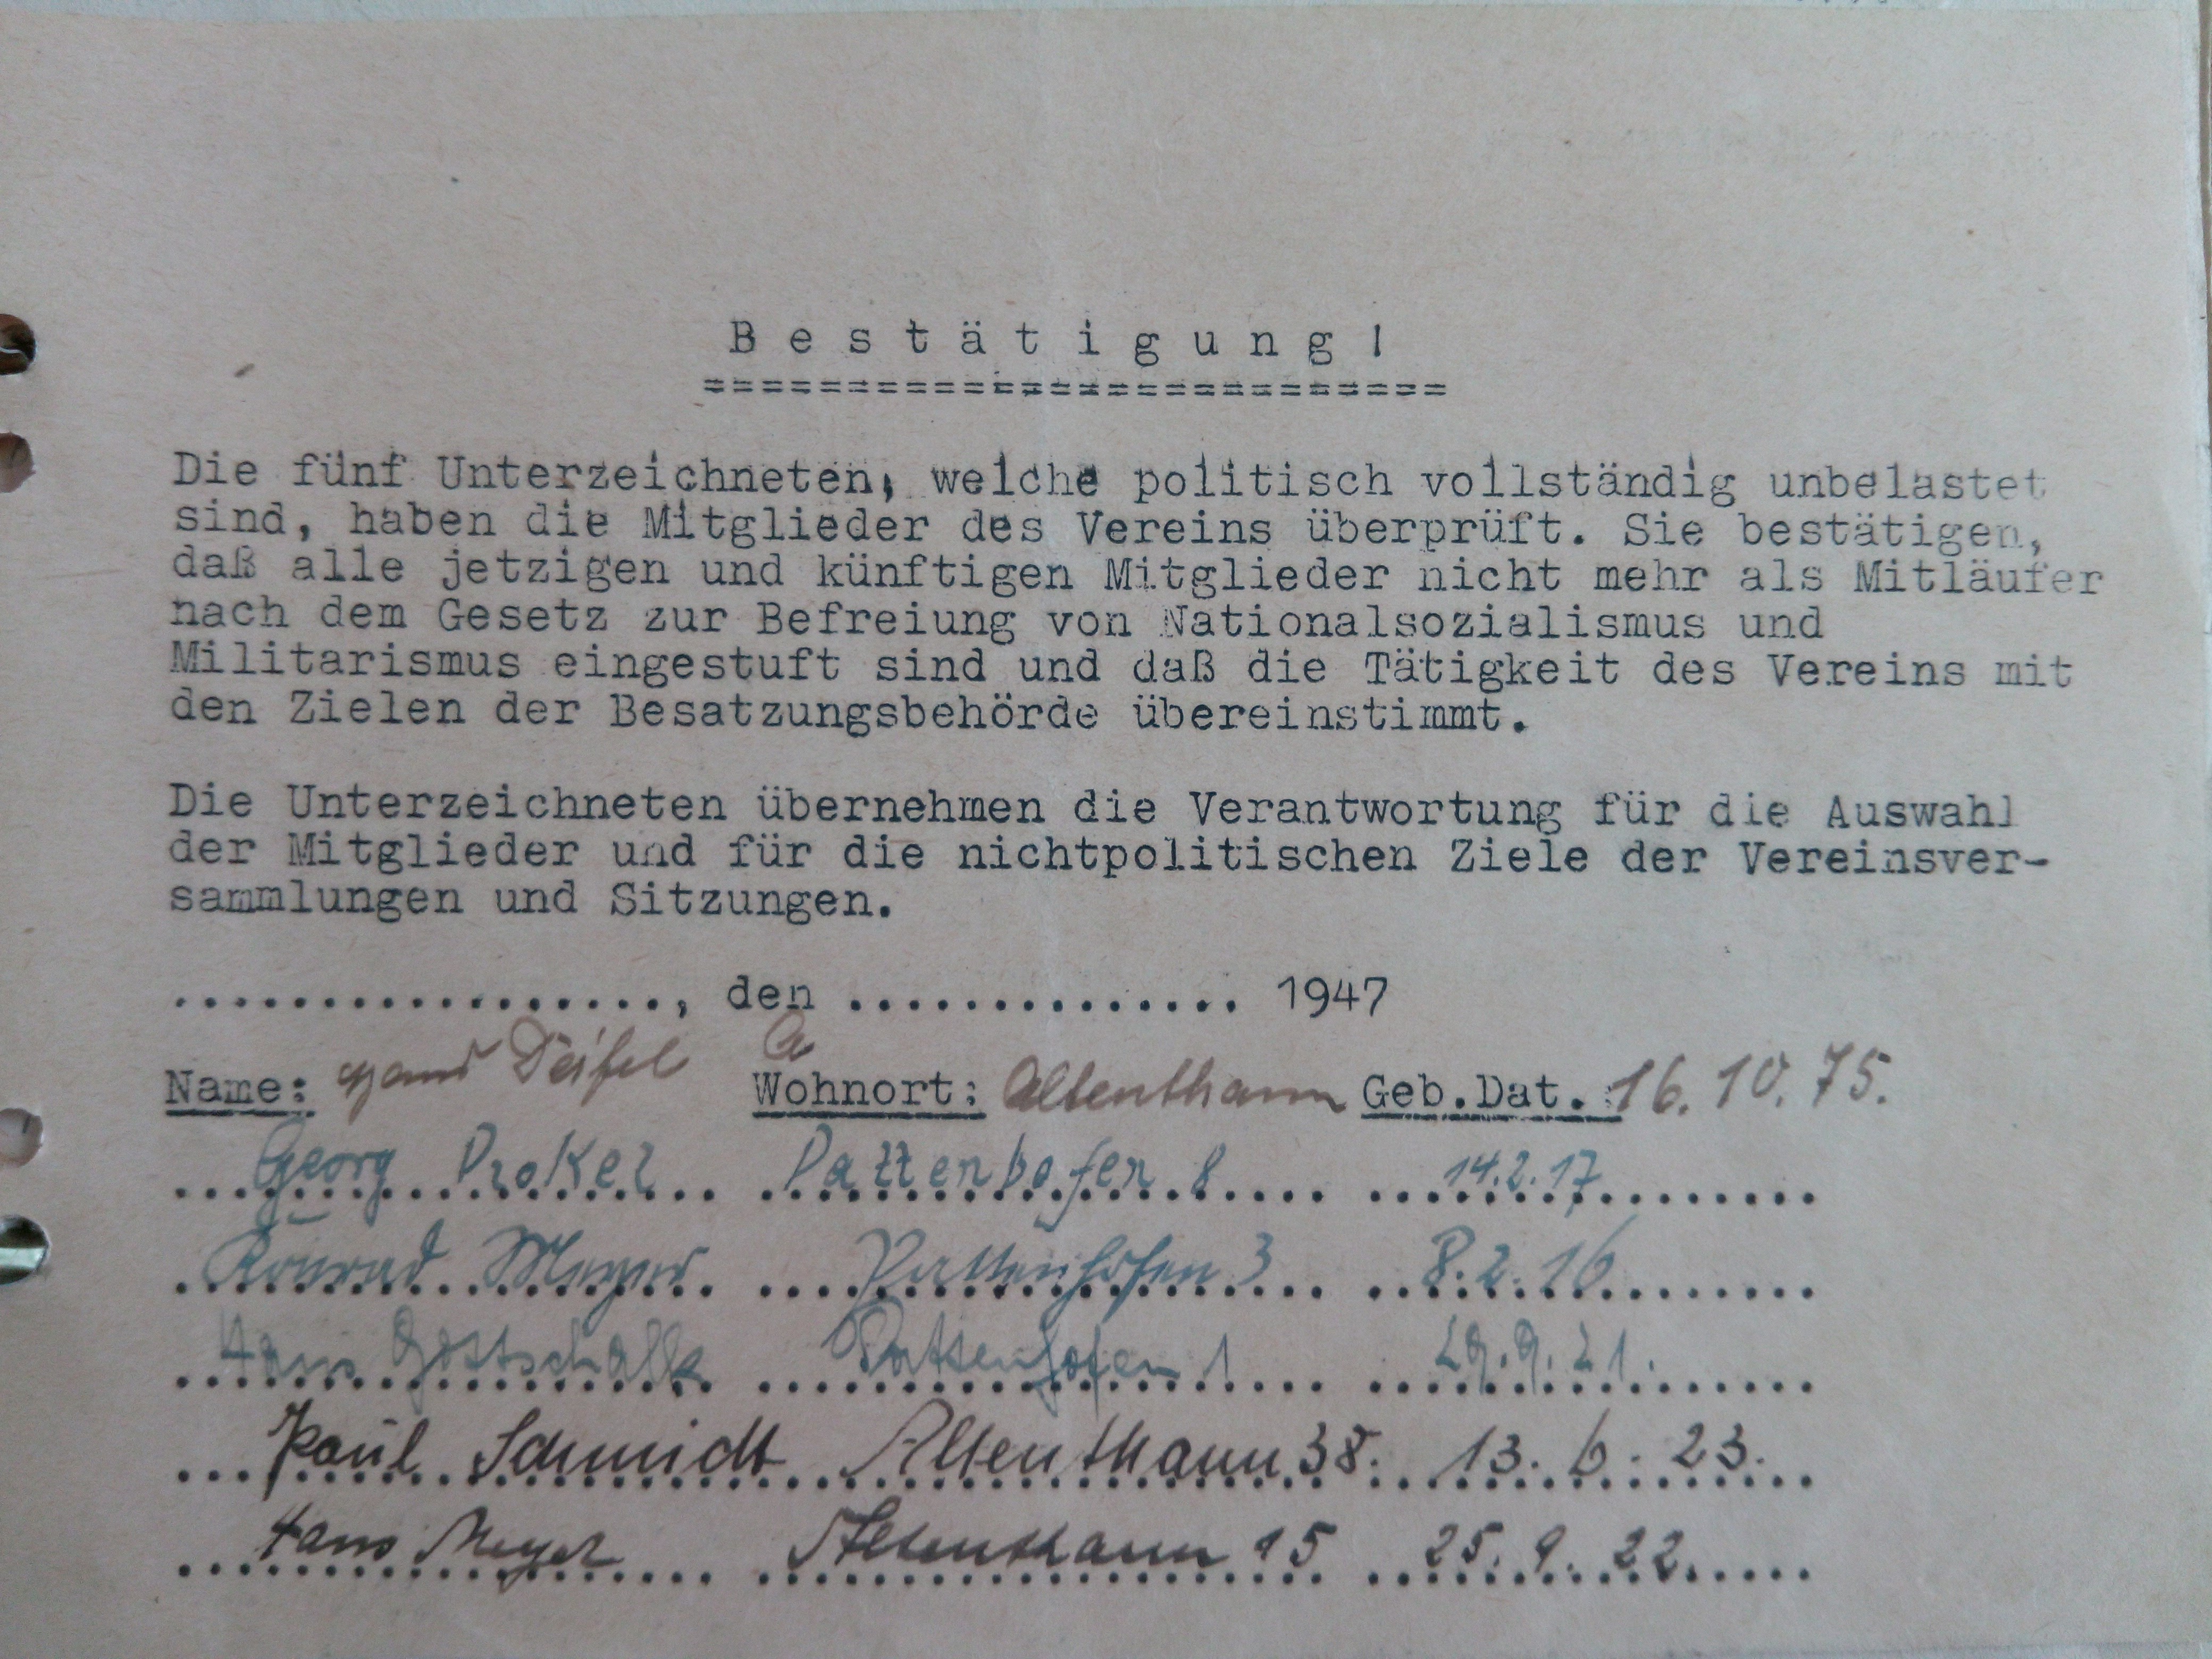 B e s t ä t i g u n g !
==========================
Die fünf Unterzeichneten, welche politisch vollständig unbelastet
sind, haben die Mitglieder des Vereins überprüft. Sie bestätigen,
daß alle jetzigen und künftigen Mitglieder nicht mehr als Mitläufer
nach dem Gesetz zur Befreiung von Nationalsozialismus und
Militarismus eingestuft sind und daß die Tätigkeit des Vereins mit
den Zielen der Besatzungsbehörde übereinstimmt.
Die Unterzeichneten übernehmen die Verantwortung für die Auswahl
der Mitglieder und für die nichtpolitischen Ziele der Vereinsver-
sammlungen und Sitzungen.
................., den .............. 1947
Name: Hans Deifel Wohnort: Altenthann Geb.Dat. 16.10.75.
Georg Pattenhofen 8 14.2.17
Konrad Meyer Pattenhofen 3 8.2.16
Hans Gottschalk Pattenhofen 1 29.9.21.
Paul Schmidt Altenthann 38. 13.6.23.
Hans Meyer Altenthann 15 25.9.22.